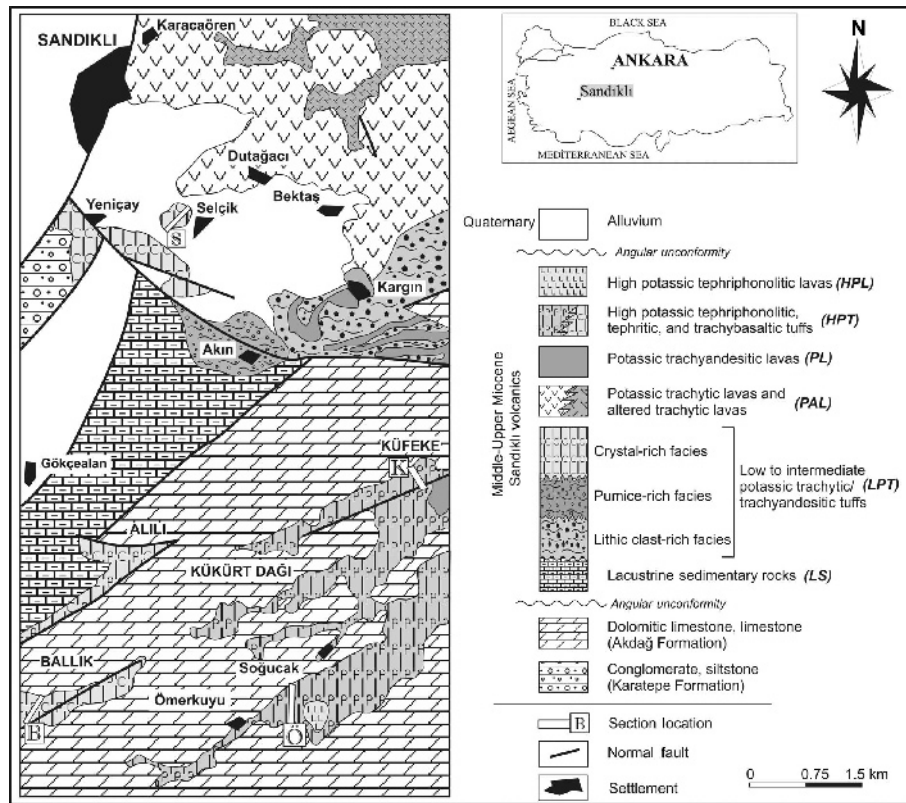 SANDIKLI
Karacaören
Dutağacı
Bektaş
Yeniçay
Selçik
S
Kargın
Akın
KÜFEKE
K
Gökçealan
ALILI
KÜKÜRT DAĞI
Soğucak
BALLIK
Ömerkuyu
B
Ö
BLACK SEA
ANKARA
Sandıklı
AEGEAN SEA
MEDİTERRANEAN SEA
N
Quaternary
Alluvium
Angular unconformity
Middle-Upper Miocene
Sandıklı volcanics
High potassic tephriphonolitic lavas (HPL)
High potassic tephriphonolitic,
tephritic, and trachybasaltic tuffs (HPT)
Potassic trachyandesitic lavas (PL)
Potassic trachytic lavas and
altered trachytic lavas (PAL)
Crystal-rich facies
Pumice-rich facies
Lithic clast-rich facies
Low to intermediate
potassic trachytic/
trachyandesitic tuffs (LPT)
Lacustrine sedimentary rocks (LS)
Angular unconformity
Dolomitic limestone, limestone
(Akdağ Formation)
Conglomerate, siltstone
(Karatepe Formation)
B Section location
Normal fault
Settlement
0 0.75 1.5 km